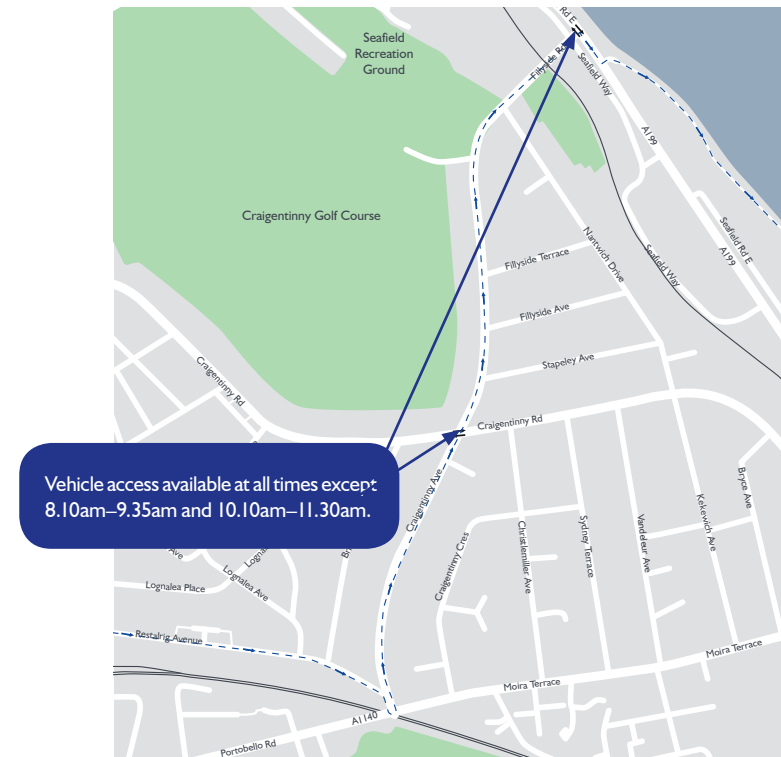 Rd E
Seafield
Recreation
Ground
Fillyside Rd
Seafield Way
A199
Craigentinny Golf Course
Nantwich Drive
Seafield Rd E
A199
Seafield Way
Fillyside Terrace
Fillyside Ave
Stapeley Ave
Craigentinny Rd
Craigentinny Rd
Vehicle access available at all times except
8.10am–9.35am and 10.10am–11.30am.
Craigentinny Ave
Bryce Ave
Kekewich Ave
Vandeleur Ave
Sydney Terrace
Christiemiller Ave
Craigentinny Cres
Ave
Logna
Br
Lognalea Place
Lognalea Ave
Restalrig Avenue
Moira Terrace
Moira Terrace
A1140
Portobello Rd